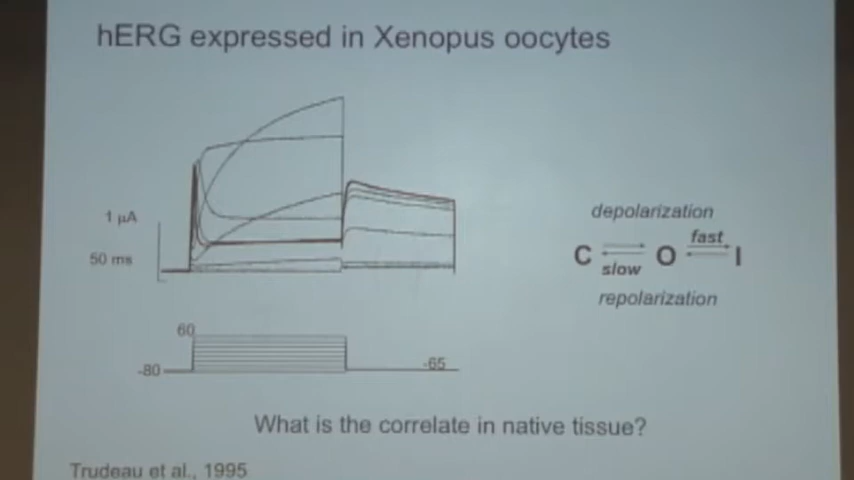 hERG expressed in Xenopus oocytes
1 µA
50 ms
depolarization
C O I
fast
slow
repolarization
60
-80
-65
What is the correlate in native tissue?
Trudeau et al., 1995